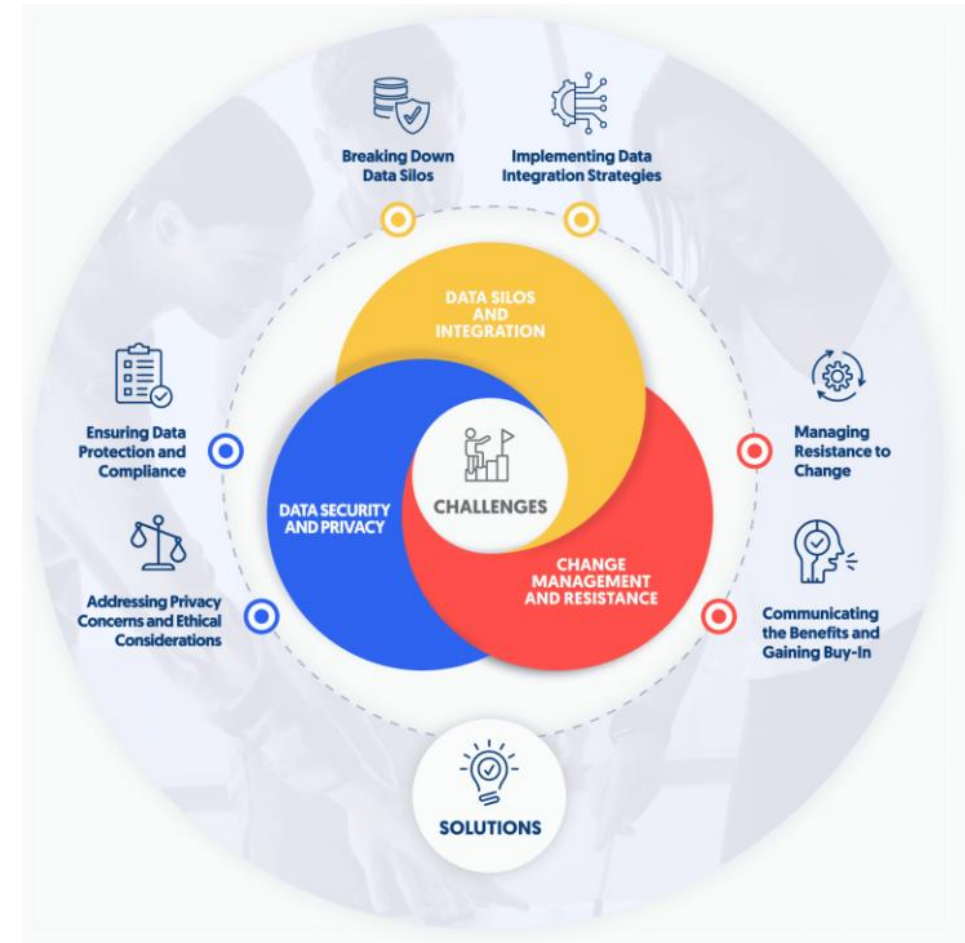 Breaking Down
Data Silos
Implementing Data
Integration Strategies
DATA SILOS
AND
INTEGRATION
Ensuring Data
Protection and
Compliance
Managing
Resistance to
Change
DATA SECURITY
AND PRIVACY
CHALLENGES
CHANGE
MANAGEMENT
AND RESISTANCE
Addressing Privacy
Concerns and Ethical
Considerations
Communicating
the Benefits and
Gaining Buy-In
SOLUTIONS